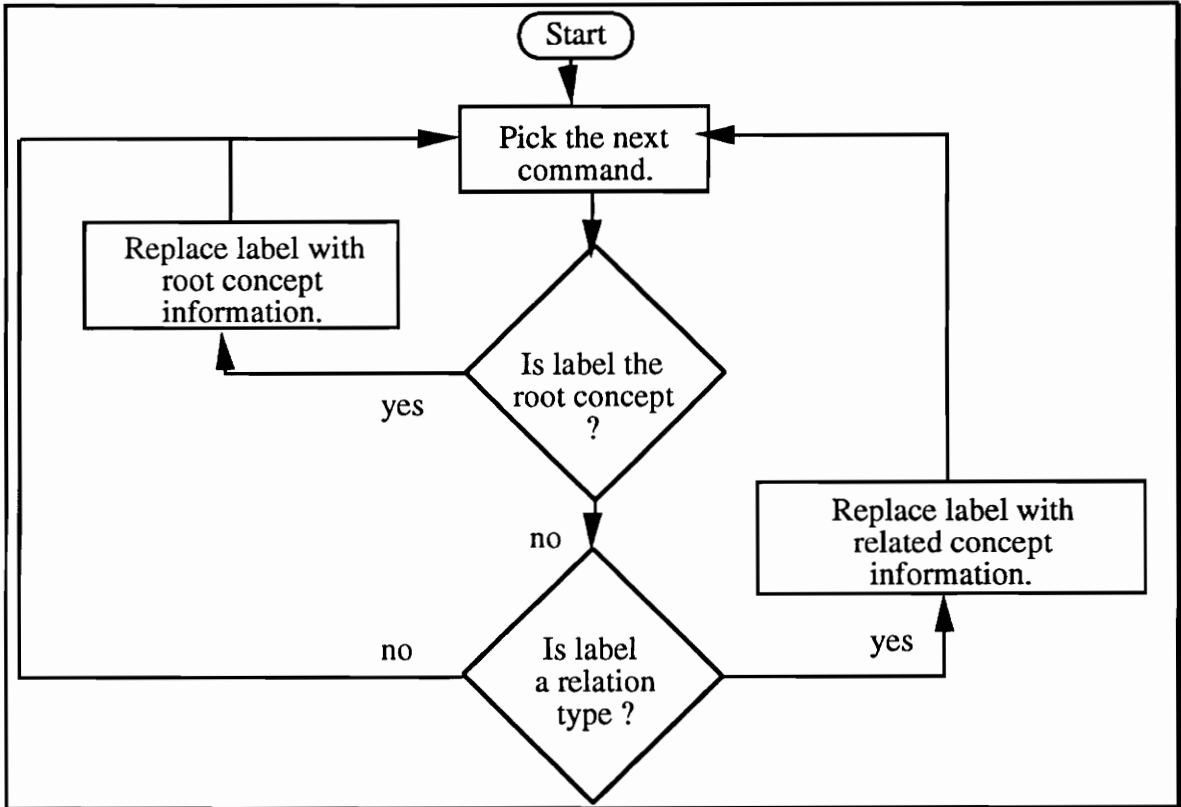 Start
Pick the next
command.
Replace label with
root concept
information.
Is label the
root concept
?
yes
no
Replace label with
related concept
information.
no
Is label
a relation
type ?
yes